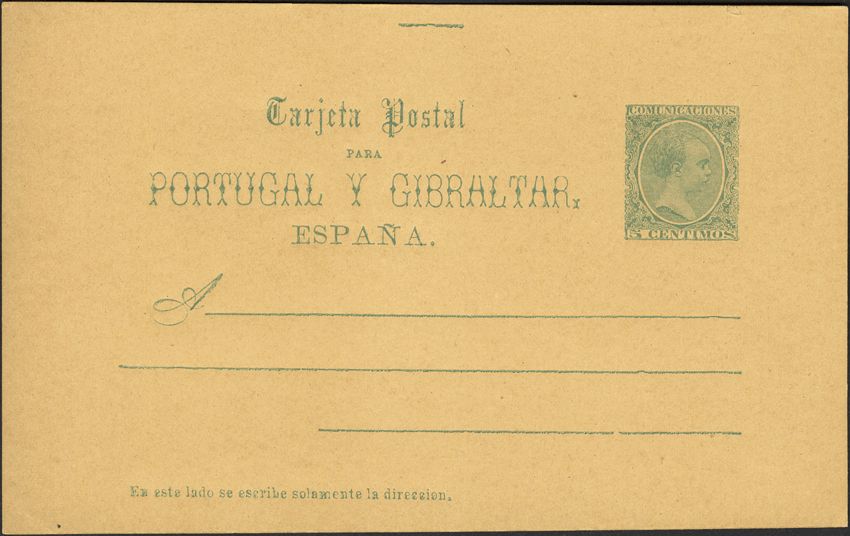 Tarjeta Postal
PARA
PORTUGAL Y GIBRALTAR.
ESPAÑA.
COMUNICACIONES
5 CENTIMOS
A
En este lado se escribe solamente la direccion.